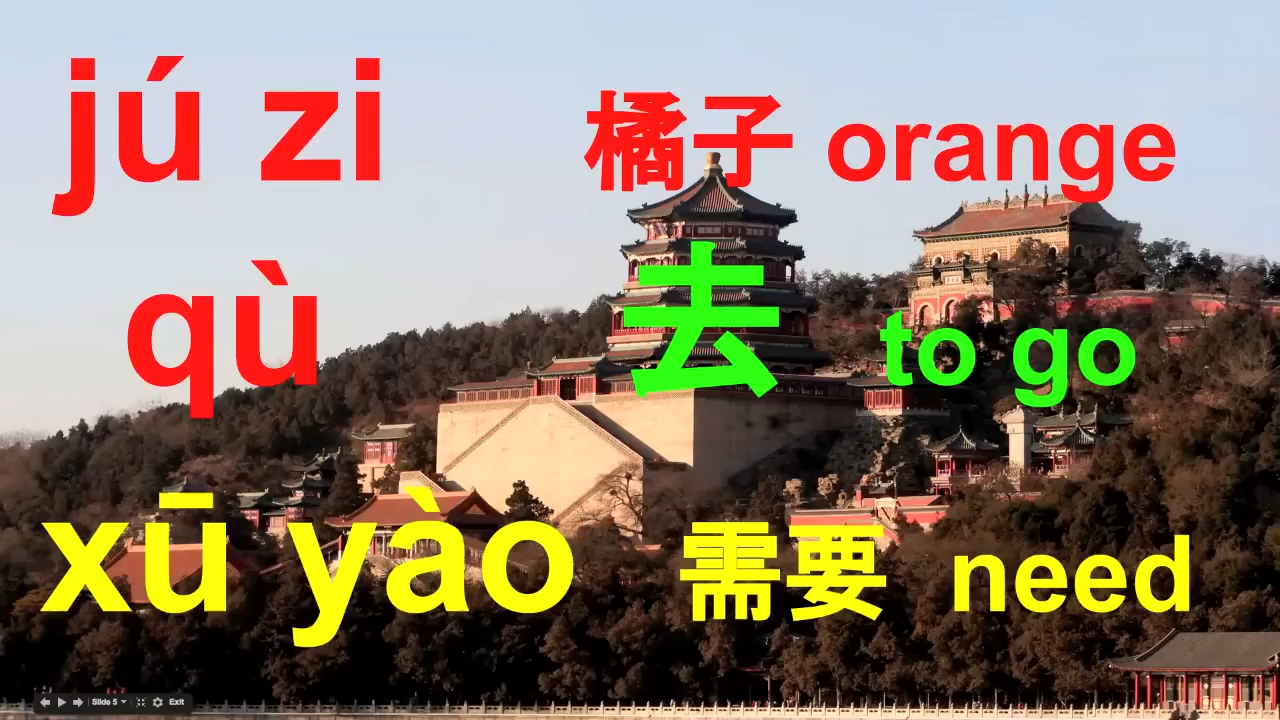 jú zi 橘子 orange
qù 去 to go
xū yào 需要 need
Slide 5 Exit